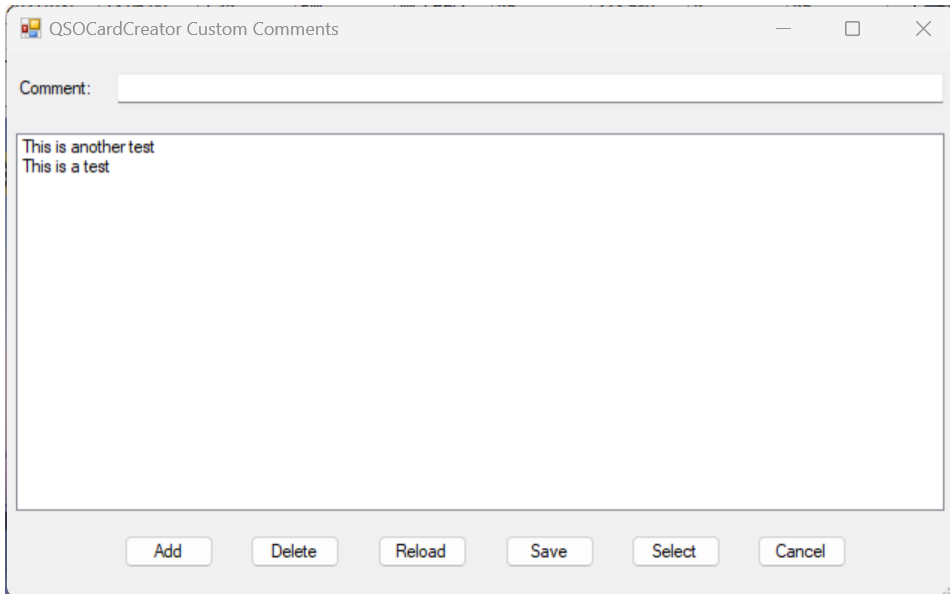 QSOCardCreator Custom Comments
Comment:
This is another test
This is a test
Add Delete Reload Save Select Cancel